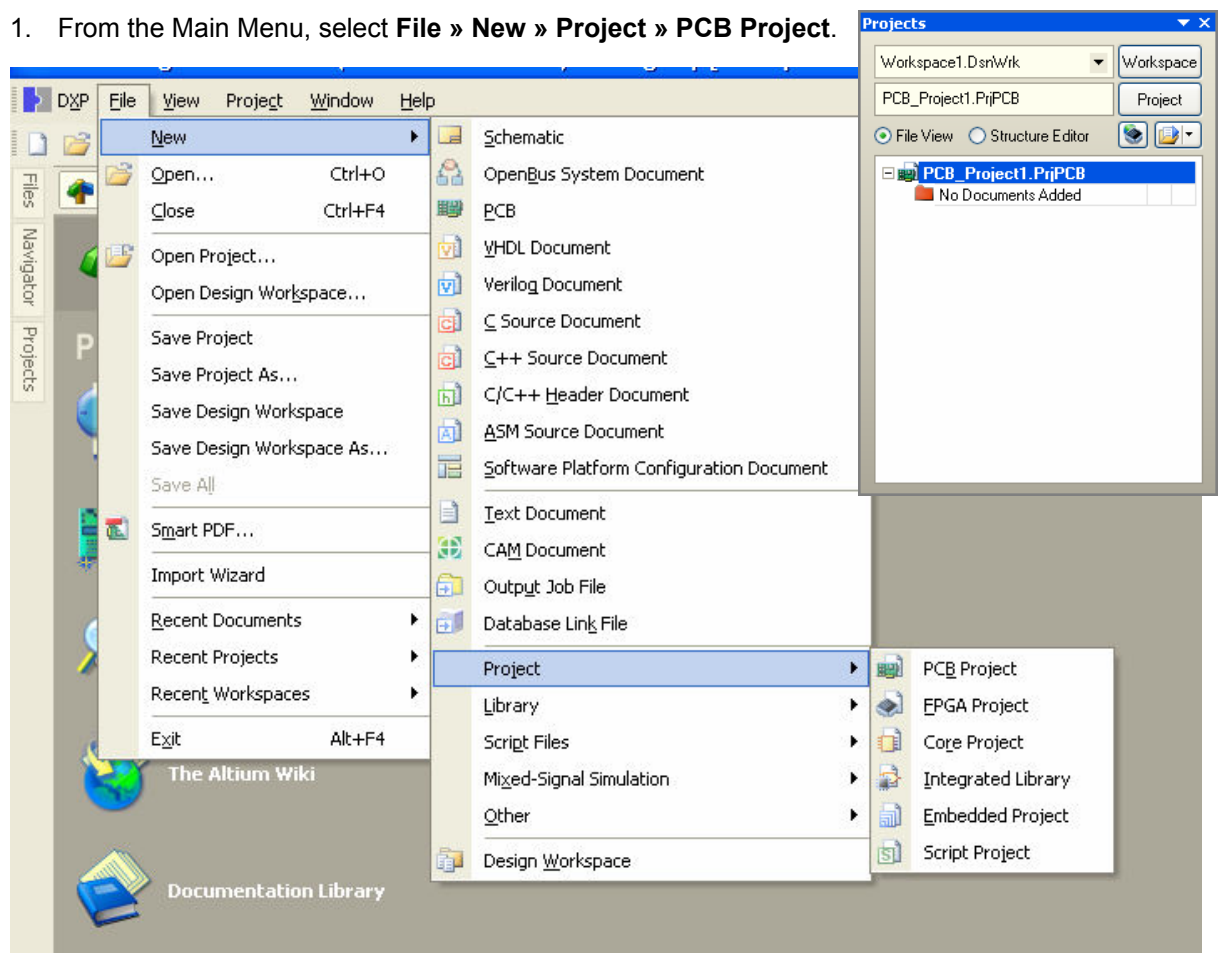 1. From the Main Menu, select File » New » Project » PCB Project.
DXP File View Project Window Help
New
Open... Ctrl+O
Close Ctrl+F4
Open Project...
Open Design Workspace...
Save Project
Save Project As...
Save Design Workspace
Save Design Workspace As...
Save All
Smart PDF...
Import Wizard
Recent Documents
Recent Projects
Recent Workspaces
Exit Alt+F4
Schematic
OpenBus System Document
PCB
VHDL Document
Verilog Document
C Source Document
C++ Source Document
C/C++ Header Document
ASM Source Document
Software Platform Configuration Document
Text Document
CAM Document
Output Job File
Database Link File
Project
Library
Script Files
Mixed-Signal Simulation
Other
Design Workspace
PCB Project
FPGA Project
Core Project
Integrated Library
Embedded Project
Script Project
Projects
Workspace1.DsnWrk Workspace
PCB_Project1.PrjPCB Project
File View Structure Editor
PCB_Project1.PrjPCB
No Documents Added
Files
Navigator
Projects
P
The Altium Wiki
Documentation Library